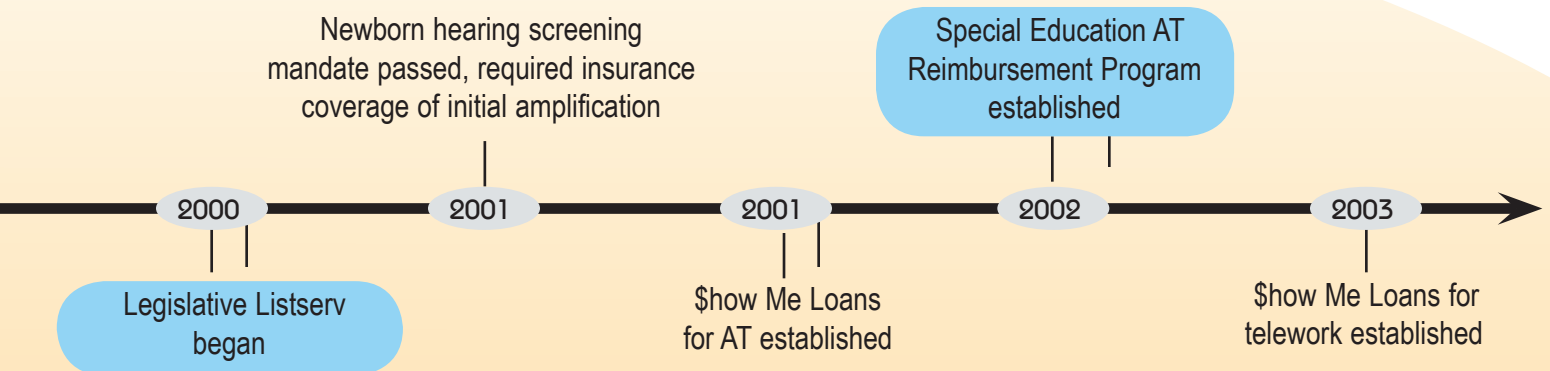 Newborn hearing screening
mandate passed, required insurance
coverage of initial amplification
Special Education AT
Reimbursement Program
established
2000
2001
2001
2002
2003
Legislative Listserv
began
$how Me Loans
for AT established
$how Me Loans for
telework established